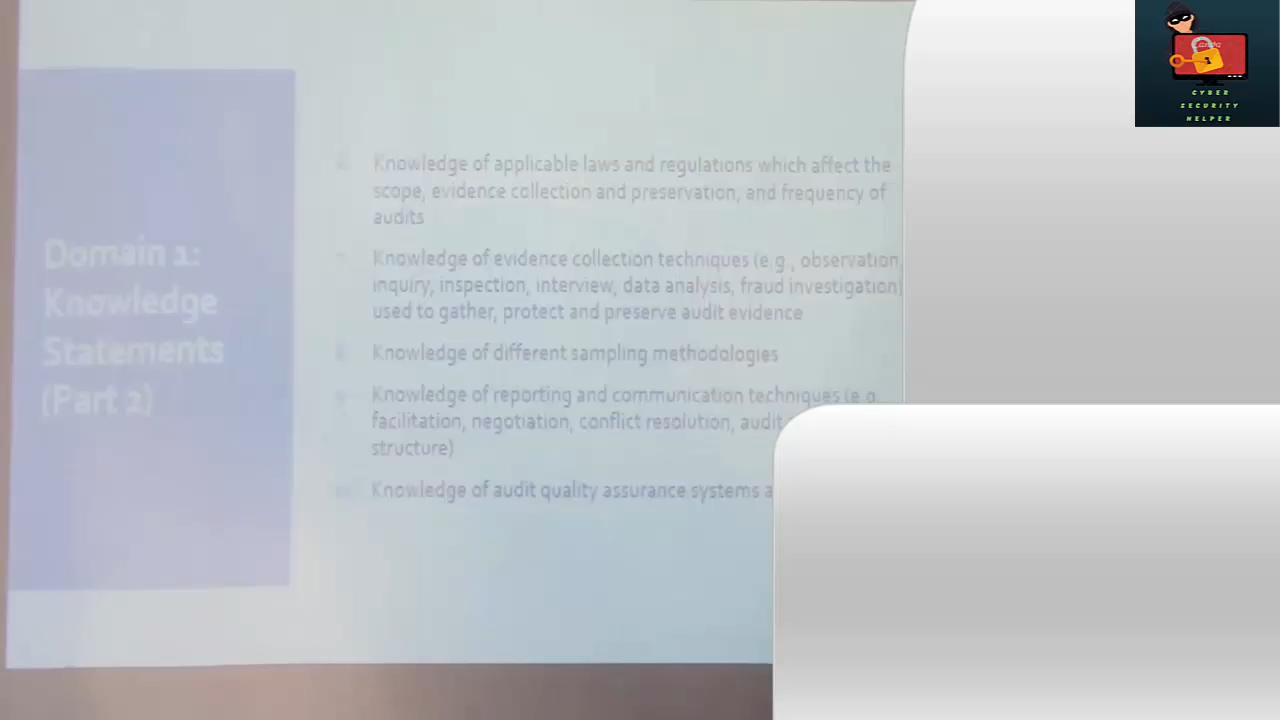 Domain 1:
Knowledge
Statements
(Part 2)
Knowledge of applicable laws and regulations which affect the
scope, evidence collection and preservation, and frequency of
audits
Knowledge of evidence collection techniques (e.g., observation,
inquiry, inspection, interview, data analysis, fraud investigation)
used to gather, protect and preserve audit evidence
Knowledge of different sampling methodologies
Knowledge of reporting and communication techniques (e.g.
facilitation, negotiation, conflict resolution, audit
structure)
Knowledge of audit quality assurance systems
CYBER
SECURITY
HELPER